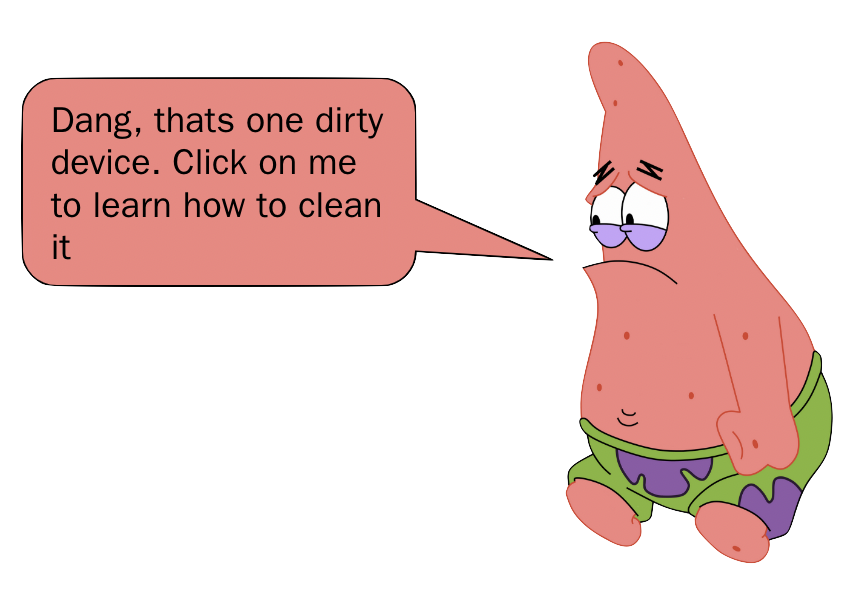 Dang, thats one dirty
device. Click on me
to learn how to clean
it